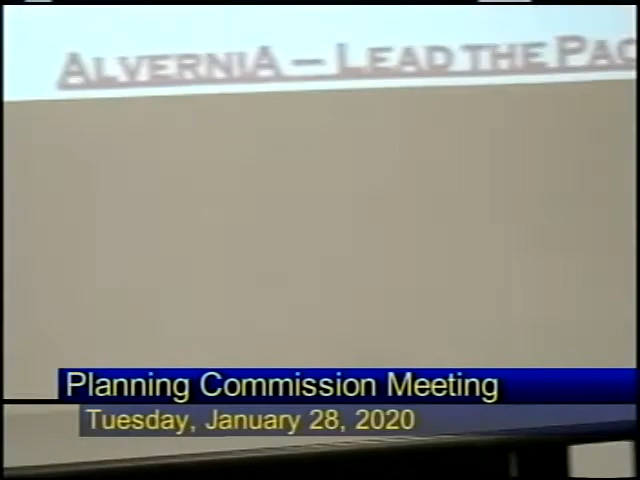 ALVERNIA – LEAD THE PAC
Planning Commission Meeting
Tuesday, January 28, 2020